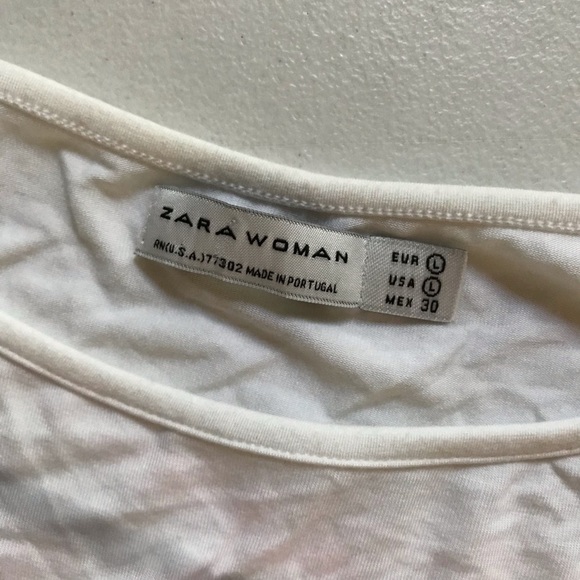 ZARA WOMAN
RN(U.S.A.)77302 MADE IN PORTUGAL
EUR L
USA L
MEX 30